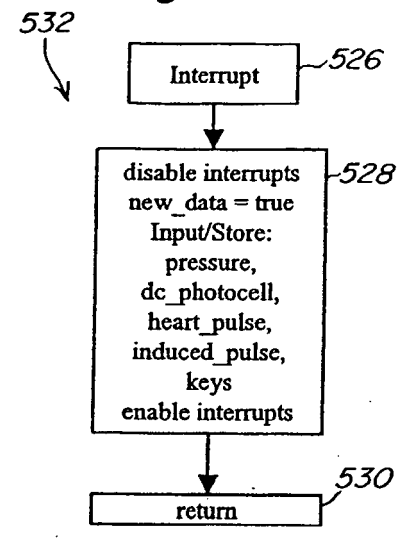 532
Interrupt
526
disable interrupts
528
new_data = true
Input/Store:
pressure,
dc_photocell,
heart_pulse,
induced_pulse,
keys
enable interrupts
530
return